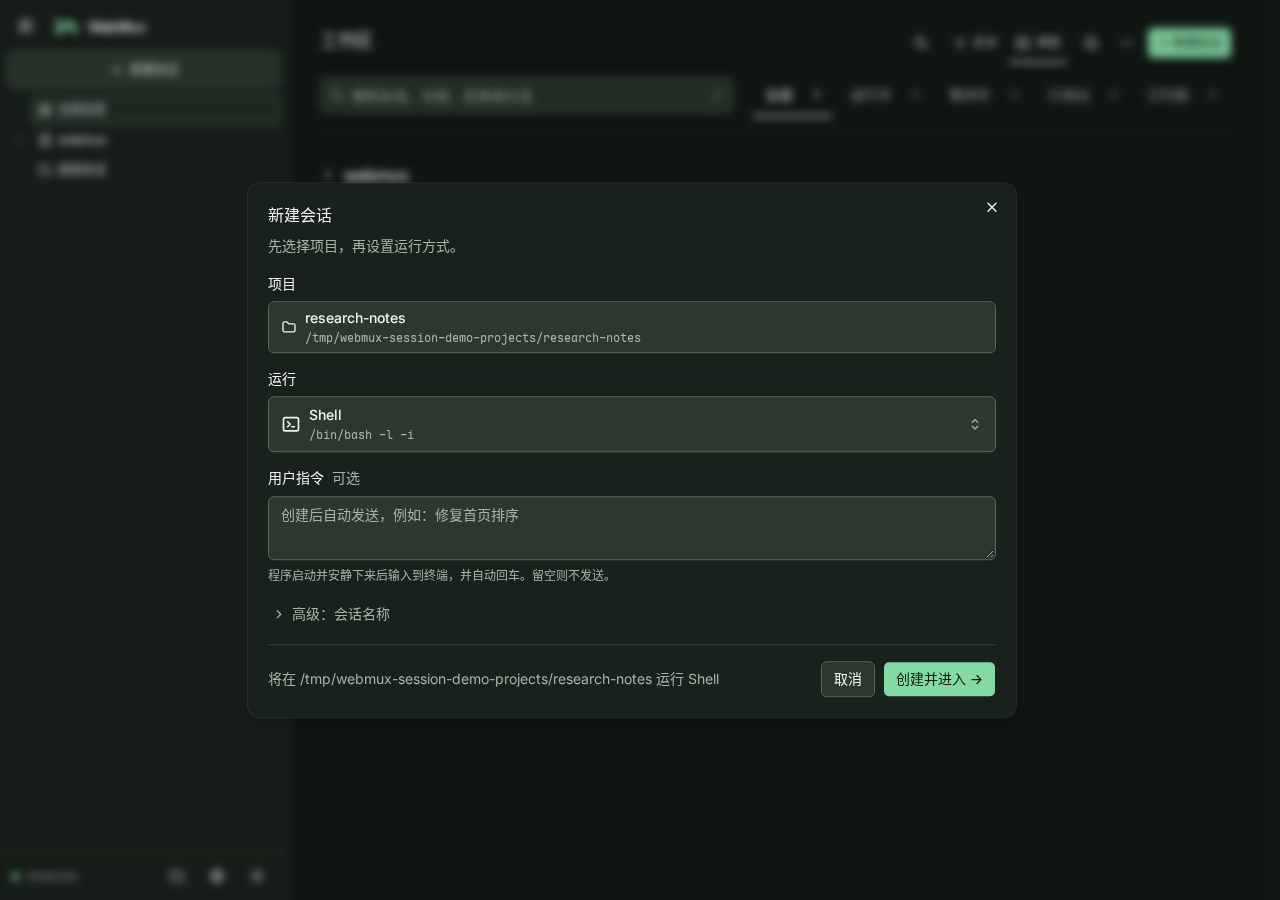 WebMux
工作区
webmux
新建会话
先选择项目，再设置运行方式。
项目
research-notes
/tmp/webmux-session-demo-projects/research-notes
运行
Shell
/bin/bash -l -i
用户指令 可选
创建后自动发送，例如：修复首页排序
程序启动并安静下来后输入到终端，并自动回车。留空则不发送。
高级：会话名称
将在 /tmp/webmux-session-demo-projects/research-notes 运行 Shell
取消
创建并进入 →